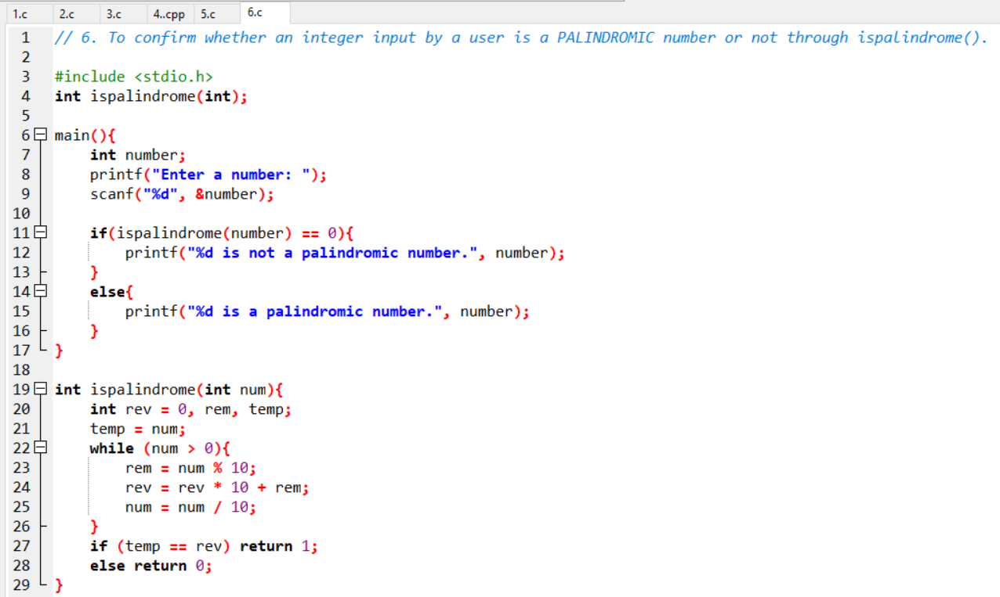 1.c 2.c 3.c 4..cpp 5.c 6.c
1 // 6. To confirm whether an integer input by a user is a PALINDROMIC number or not through ispalindrome().
2
3 #include <stdio.h>
4 int ispalindrome(int);
5
6 main(){
7     int number;
8     printf("Enter a number: ");
9     scanf("%d", &number);
10
11     if(ispalindrome(number) == 0){
12         printf("%d is not a palindromic number.", number);
13     }
14     else{
15         printf("%d is a palindromic number.", number);
16     }
17 }
18
19 int ispalindrome(int num){
20     int rev = 0, rem, temp;
21     temp = num;
22     while (num > 0){
23         rem = num % 10;
24         rev = rev * 10 + rem;
25         num = num / 10;
26     }
27     if (temp == rev) return 1;
28     else return 0;
29 }